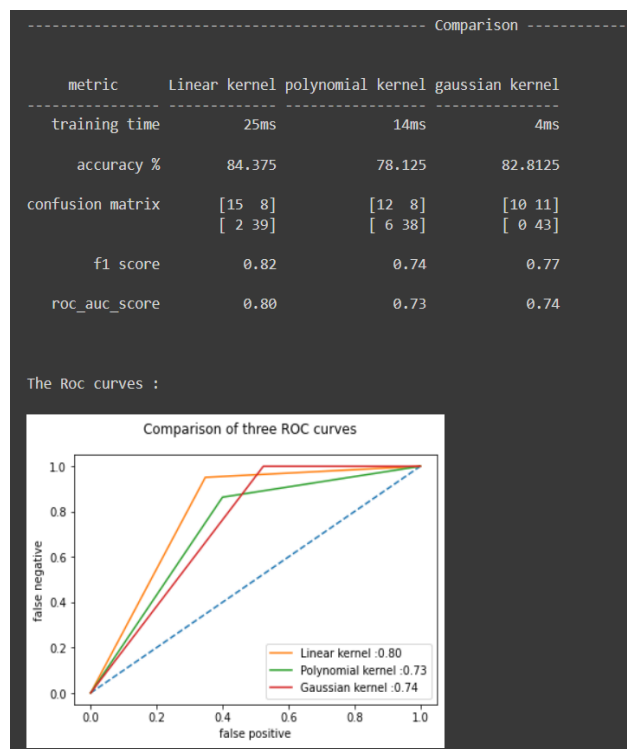 ------------------------------------------------ Comparison ------------
metric Linear kernel polynomial kernel gaussian kernel
---------------- ------------- ----------------- ---------------
training time 25ms 14ms 4ms
accuracy % 84.375 78.125 82.8125
confusion matrix [15 8] [12 8] [10 11]
[ 2 39] [ 6 38] [ 0 43]
f1 score 0.82 0.74 0.77
roc_auc_score 0.80 0.73 0.74
The Roc curves :
Comparison of three ROC curves
false negative
1.0
0.8
0.6
0.4
0.2
0.0
Linear kernel :0.80
Polynomial kernel :0.73
Gaussian kernel :0.74
0.0 0.2 0.4 0.6 0.8 1.0
false positive